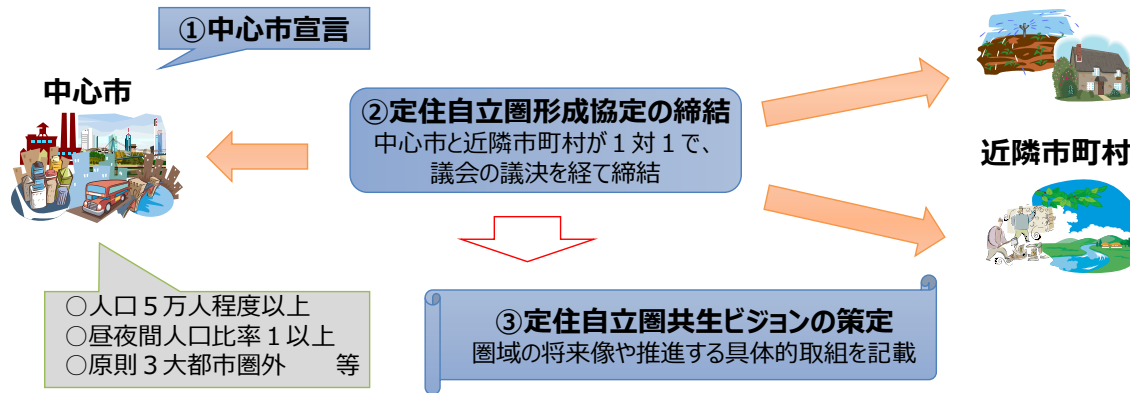 ①中心市宣言
中心市
②定住自立圏形成協定の締結
中心市と近隣市町村が１対１で、
議会の議決を経て締結
近隣市町村
○人口５万人程度以上
○昼夜間人口比率１以上
○原則３大都市圏外　　等
③定住自立圏共生ビジョンの策定
圏域の将来像や推進する具体的取組を記載